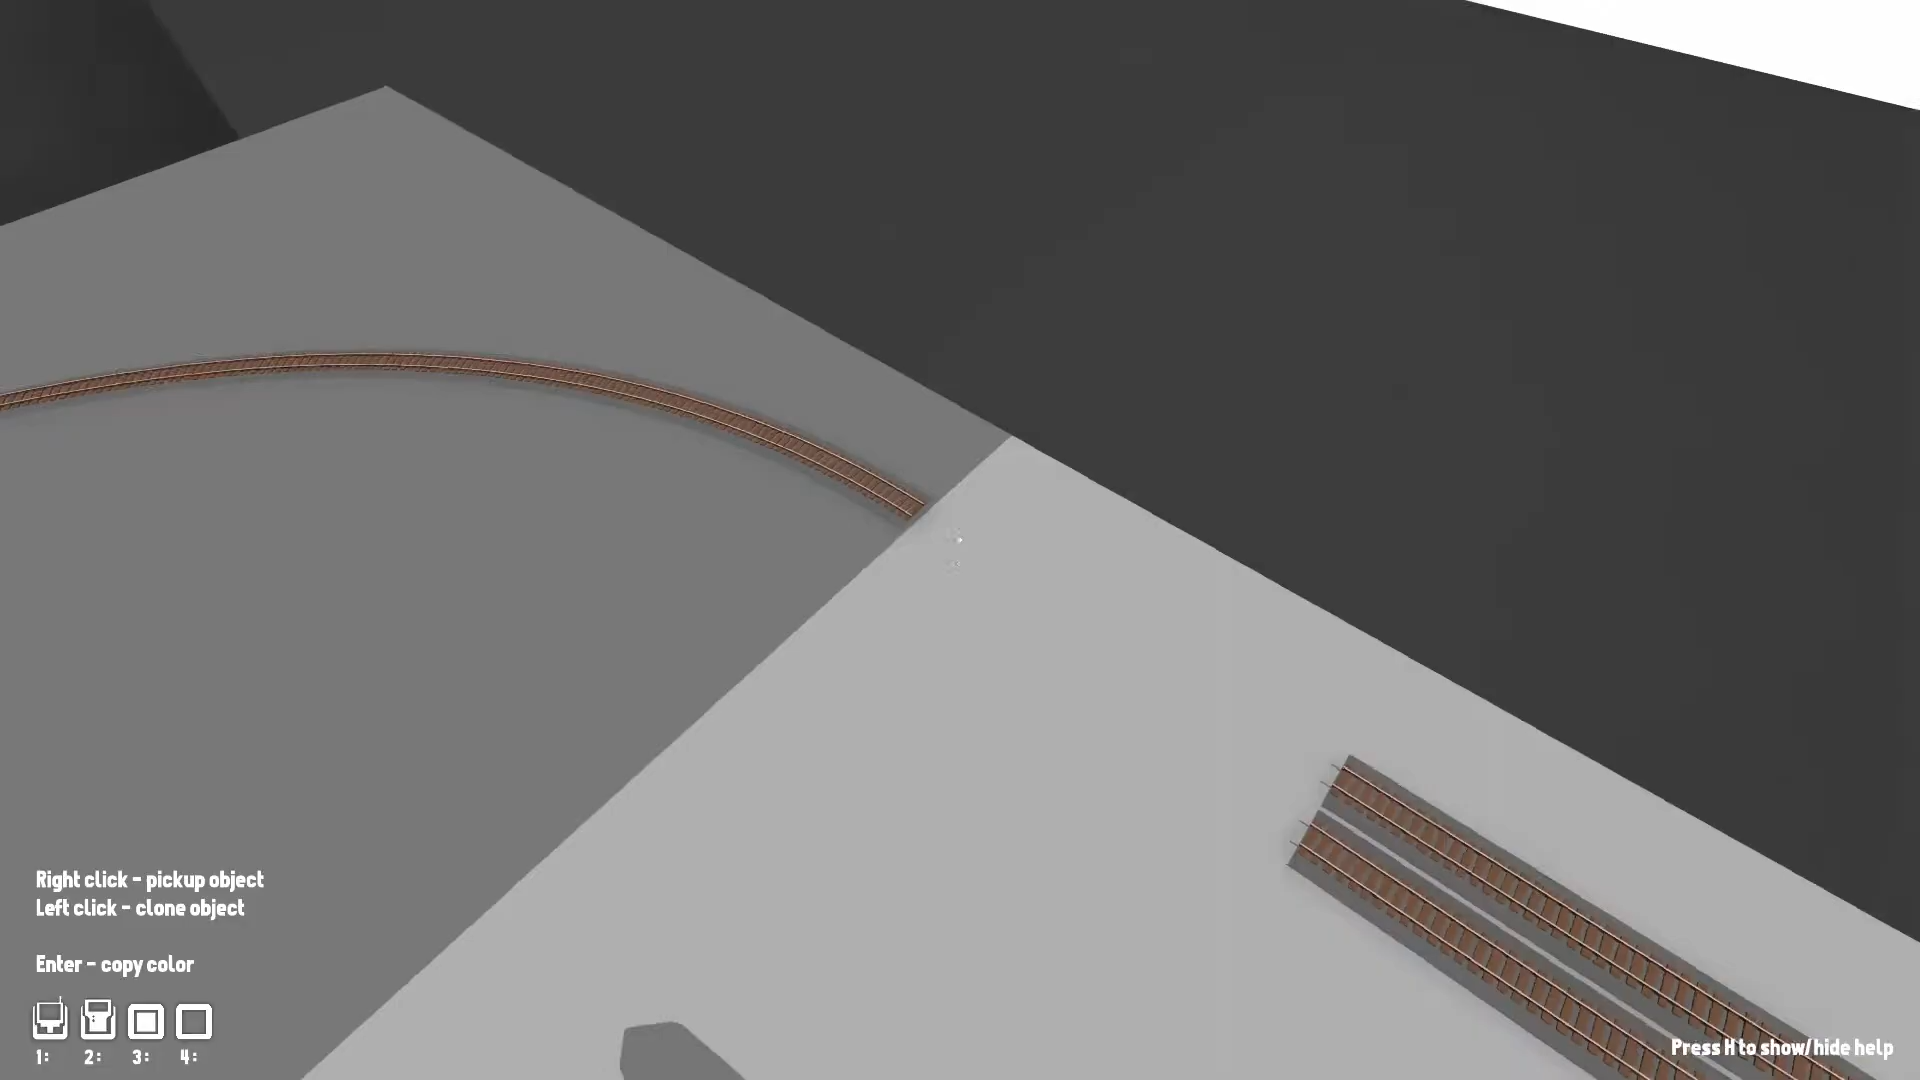 Right click - pickup object
Left click - clone object
Enter - copy color
1: 2: 3: 4:
Press H to show/hide help